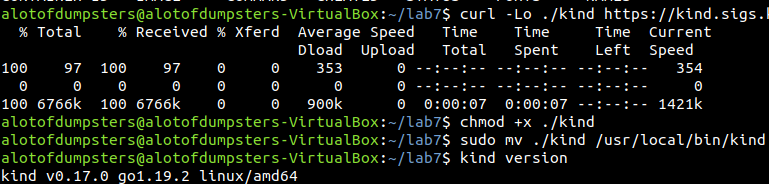 alotofdumpsters@alotofdumpsters-VirtualBox:~/lab7$ curl -Lo ./kind https://kind.sigs.
% Total % Received % Xferd Average Speed Time Time Time Current
Dload Upload Total Spent Left Speed
100 97 100 97 0 0 353 0 --:--:-- --:--:-- --:--:-- 354
0 0 0 0 0 0 0 0 --:--:-- --:--:-- --:--:-- 0
100 6766k 100 6766k 0 0 900k 0 0:00:07 0:00:07 --:--:-- 1421k
alotofdumpsters@alotofdumpsters-VirtualBox:~/lab7$ chmod +x ./kind
alotofdumpsters@alotofdumpsters-VirtualBox:~/lab7$ sudo mv ./kind /usr/local/bin/kind
alotofdumpsters@alotofdumpsters-VirtualBox:~/lab7$ kind version
kind v0.17.0 go1.19.2 linux/amd64